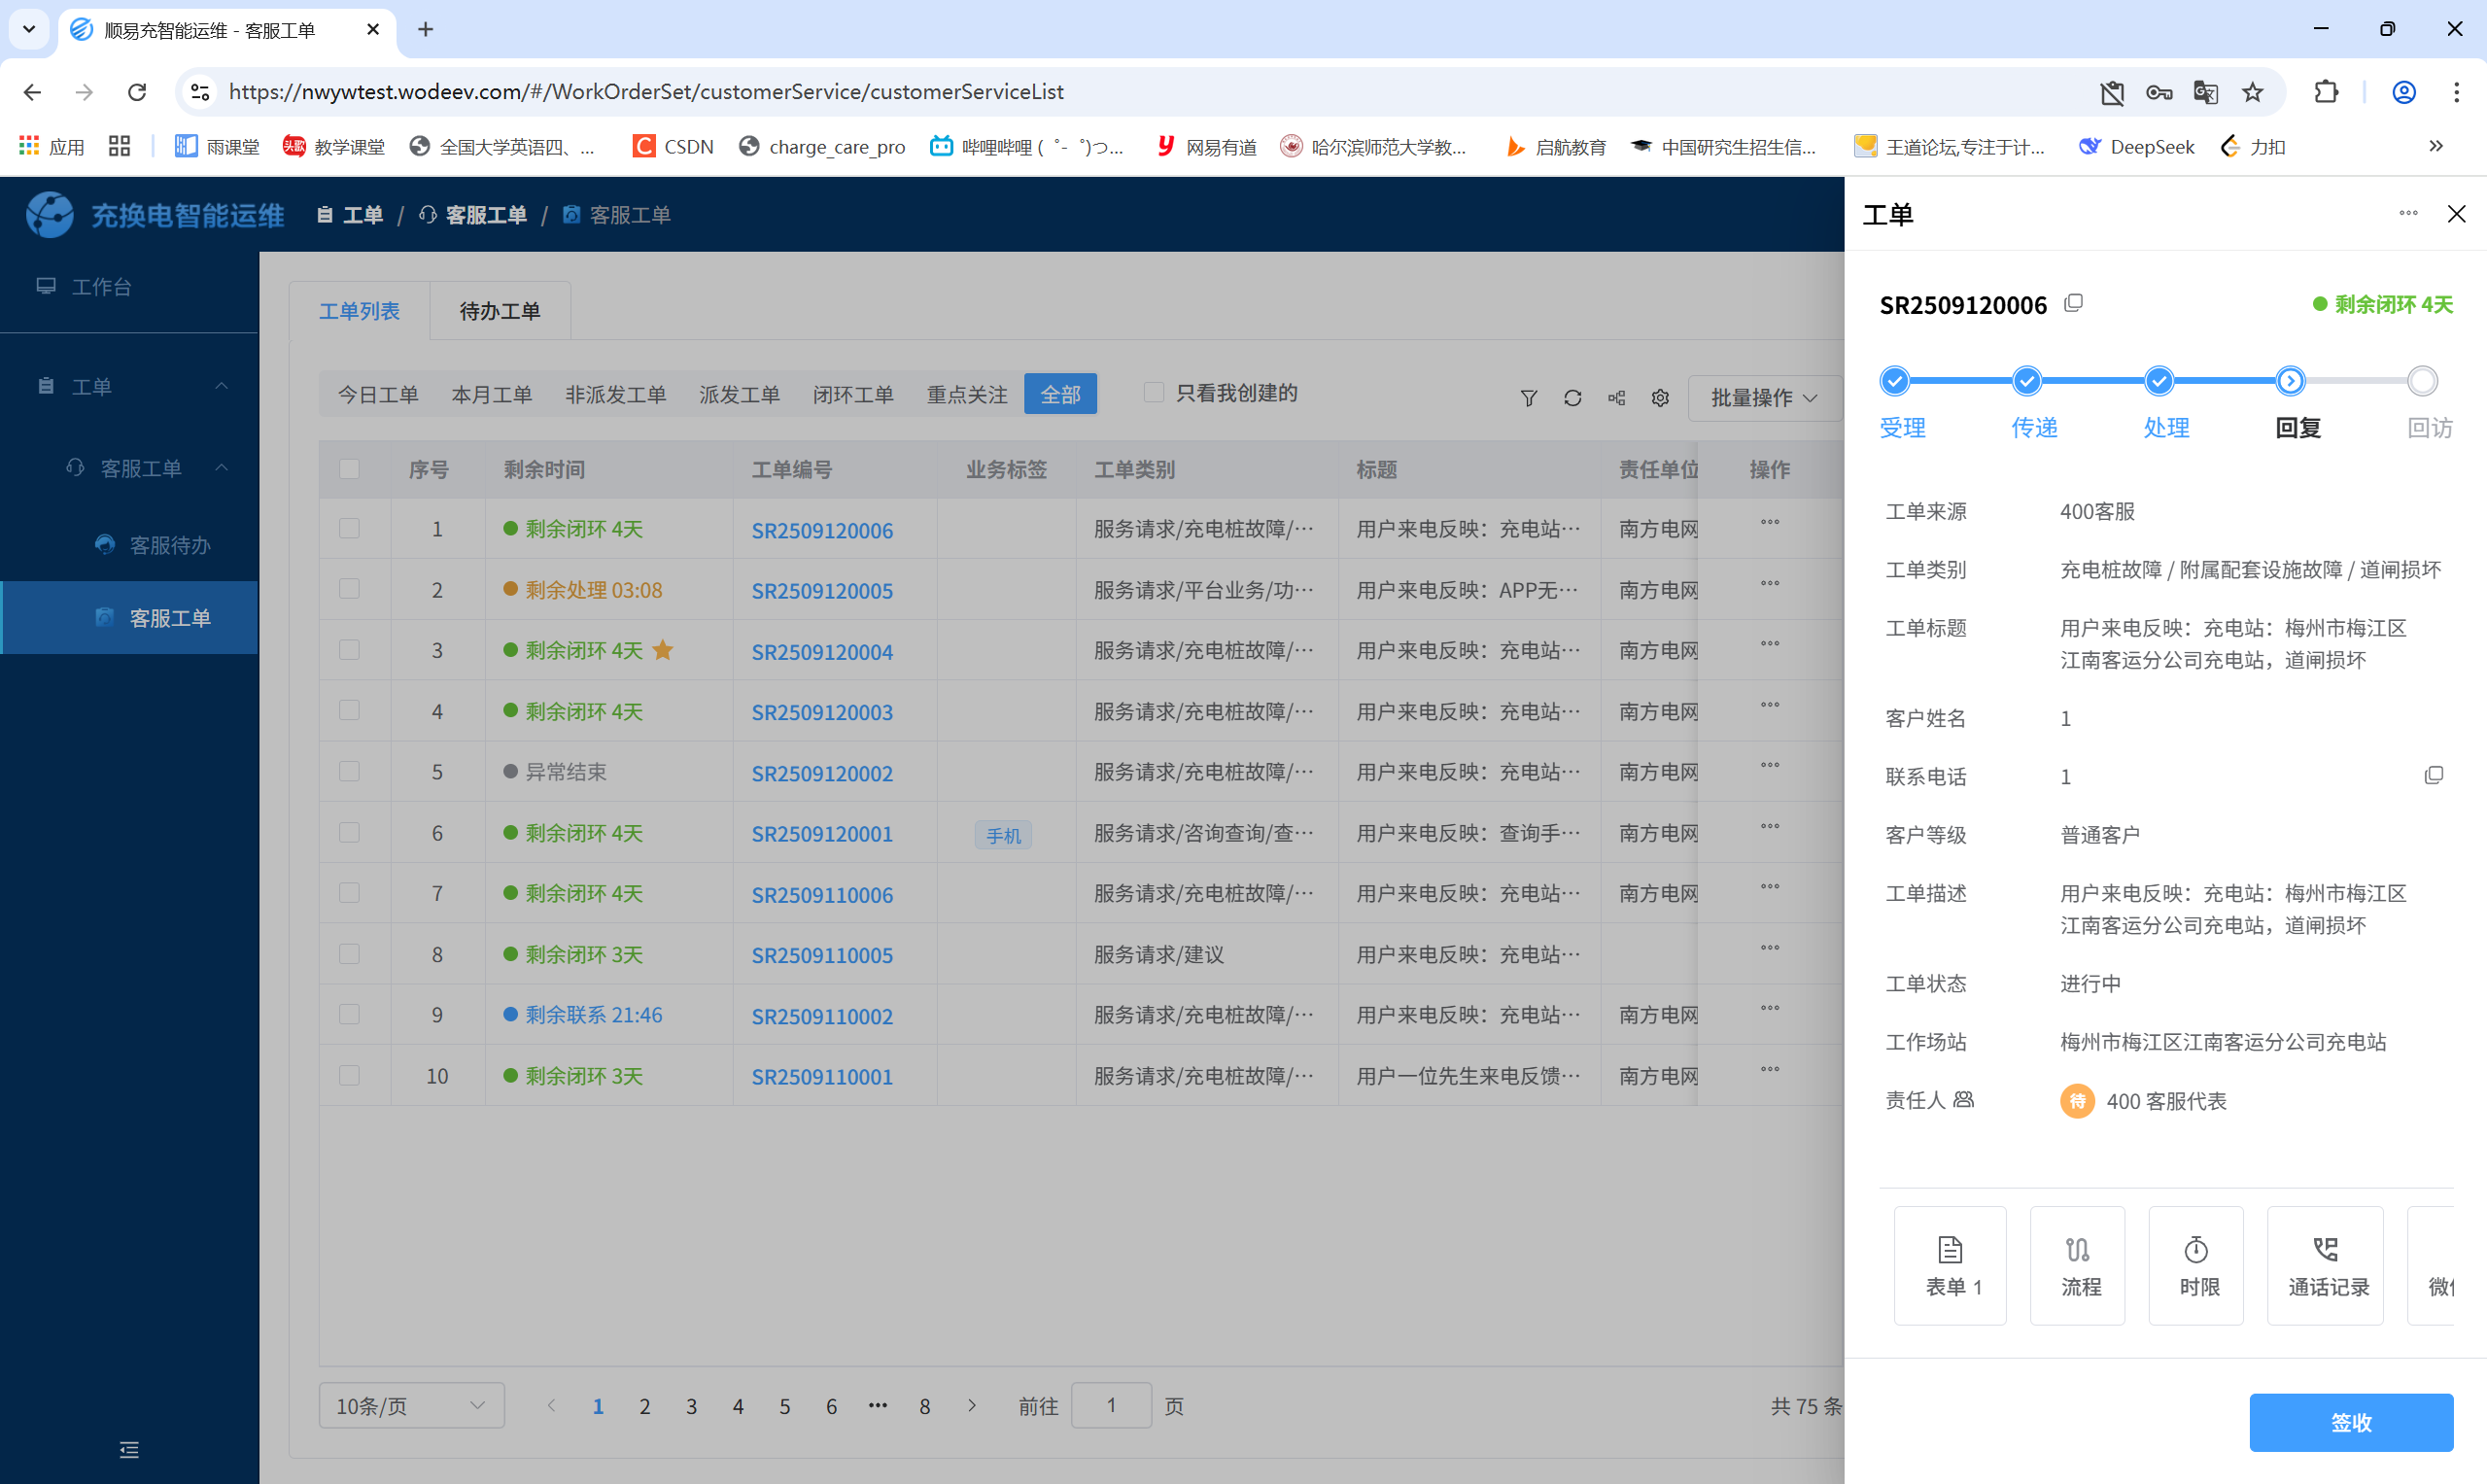 顺易充智能运维 - 客服工单
https://nwywtest.wodeev.com/#/WorkOrderSet/customerService/customerServiceList
应用
雨课堂
教学课堂
全国大学英语四、...
CSDN
charge_care_pro
哔哩哔哩 ( ゜- ゜)つ...
网易有道
哈尔滨师范大学教...
启航教育
中国研究生招生信...
王道论坛,专注于计...
DeepSeek
力扣
充换电智能运维
工单 / 客服工单 / 客服工单
工作台
工单
客服工单
客服待办
客服工单
工单列表 待办工单
今日工单 本月工单 非派发工单 派发工单 闭环工单 重点关注 全部 只看我创建的 批量操作
序号 剩余时间 工单编号 业务标签 工单类别 标题 责任单位 操作
1 剩余闭环 4天 SR2509120006 服务请求/充电桩故障/… 用户来电反映：充电站… 南方电网
2 剩余处理 03:08 SR2509120005 服务请求/平台业务/功… 用户来电反映：APP无… 南方电网
3 剩余闭环 4天 SR2509120004 服务请求/充电桩故障/… 用户来电反映：充电站… 南方电网
4 剩余闭环 4天 SR2509120003 服务请求/充电桩故障/… 用户来电反映：充电站… 南方电网
5 异常结束 SR2509120002 服务请求/充电桩故障/… 用户来电反映：充电站… 南方电网
6 剩余闭环 4天 SR2509120001 手机 服务请求/咨询查询/查… 用户来电反映：查询手… 南方电网
7 剩余闭环 4天 SR2509110006 服务请求/充电桩故障/… 用户来电反映：充电站… 南方电网
8 剩余闭环 3天 SR2509110005 服务请求/建议 用户来电反映：充电站…
9 剩余联系 21:46 SR2509110002 服务请求/充电桩故障/… 用户来电反映：充电站… 南方电网
10 剩余闭环 3天 SR2509110001 服务请求/充电桩故障/… 用户一位先生来电反馈… 南方电网
10条/页 1 2 3 4 5 6 ••• 8 前往 1 页 共 75 条
工单
SR2509120006 剩余闭环 4天
受理 传递 处理 回复 回访
工单来源 400客服
工单类别 充电桩故障 / 附属配套设施故障 / 道闸损坏
工单标题 用户来电反映：充电站：梅州市梅江区
江南客运分公司充电站，道闸损坏
客户姓名 1
联系电话 1
客户等级 普通客户
工单描述 用户来电反映：充电站：梅州市梅江区
江南客运分公司充电站，道闸损坏
工单状态 进行中
工作场站 梅州市梅江区江南客运分公司充电站
责任人 待 400 客服代表
表单 1 流程 时限 通话记录
签收